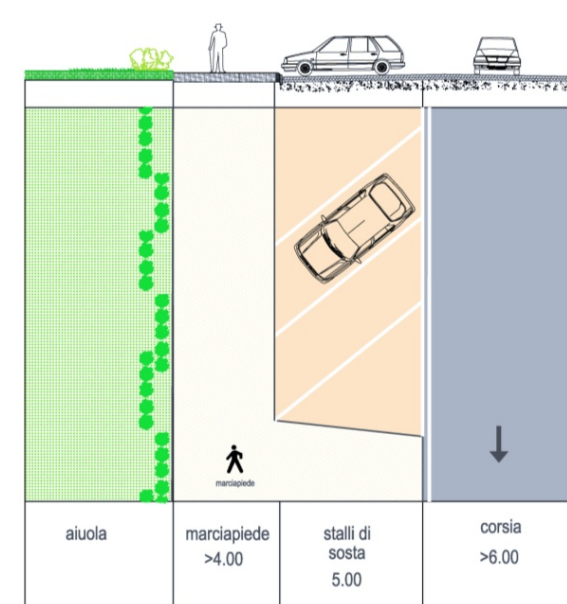 marciapiede
aiuola
marciapiede
>4.00
stalli di
sosta
5.00
corsia
>6.00